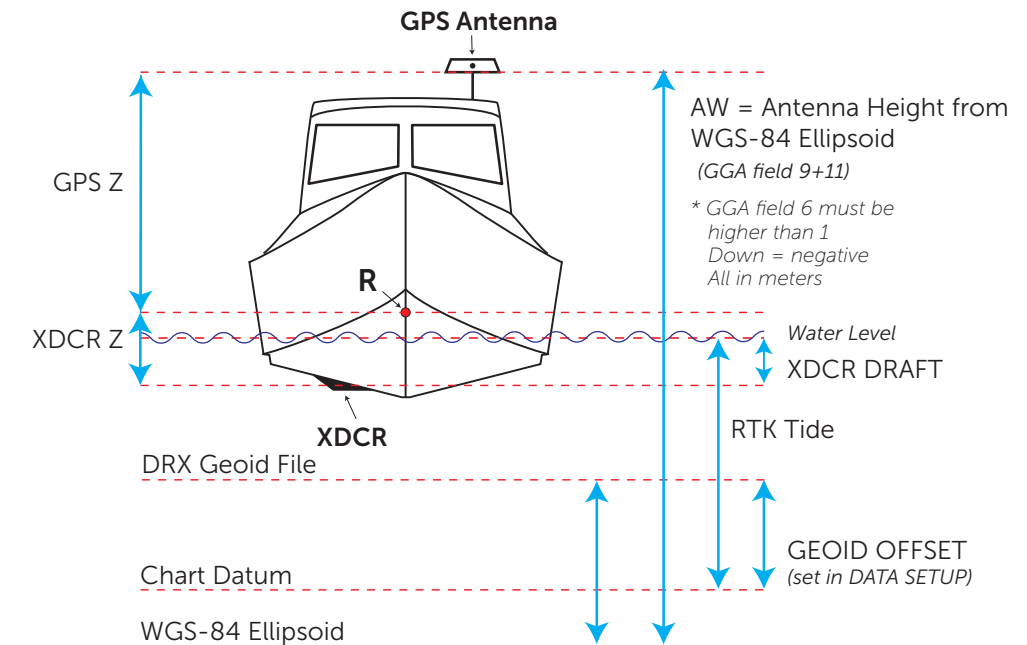 GPS Antenna
AW = Antenna Height from
WGS-84 Ellipsoid
(GGA field 9+11)
* GGA field 6 must be
higher than 1
Down = negative
All in meters
GPS Z
R
XDCR Z
Water Level
XDCR DRAFT
RTK Tide
XDCR
DRX Geoid File
GEOID OFFSET
(set in DATA SETUP)
Chart Datum
WGS-84 Ellipsoid